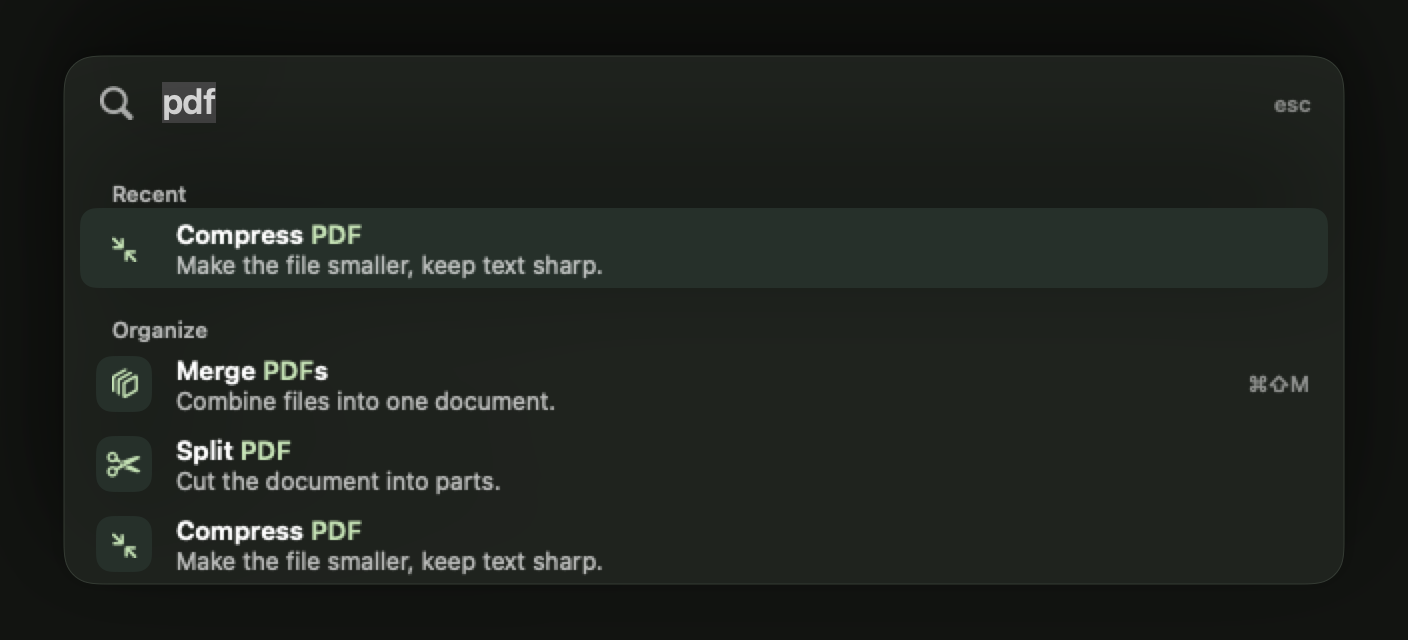 pdf
esc
Recent
Compress PDF
Make the file smaller, keep text sharp.
Organize
Merge PDFs
Combine files into one document.
⌘⇧M
Split PDF
Cut the document into parts.
Compress PDF
Make the file smaller, keep text sharp.